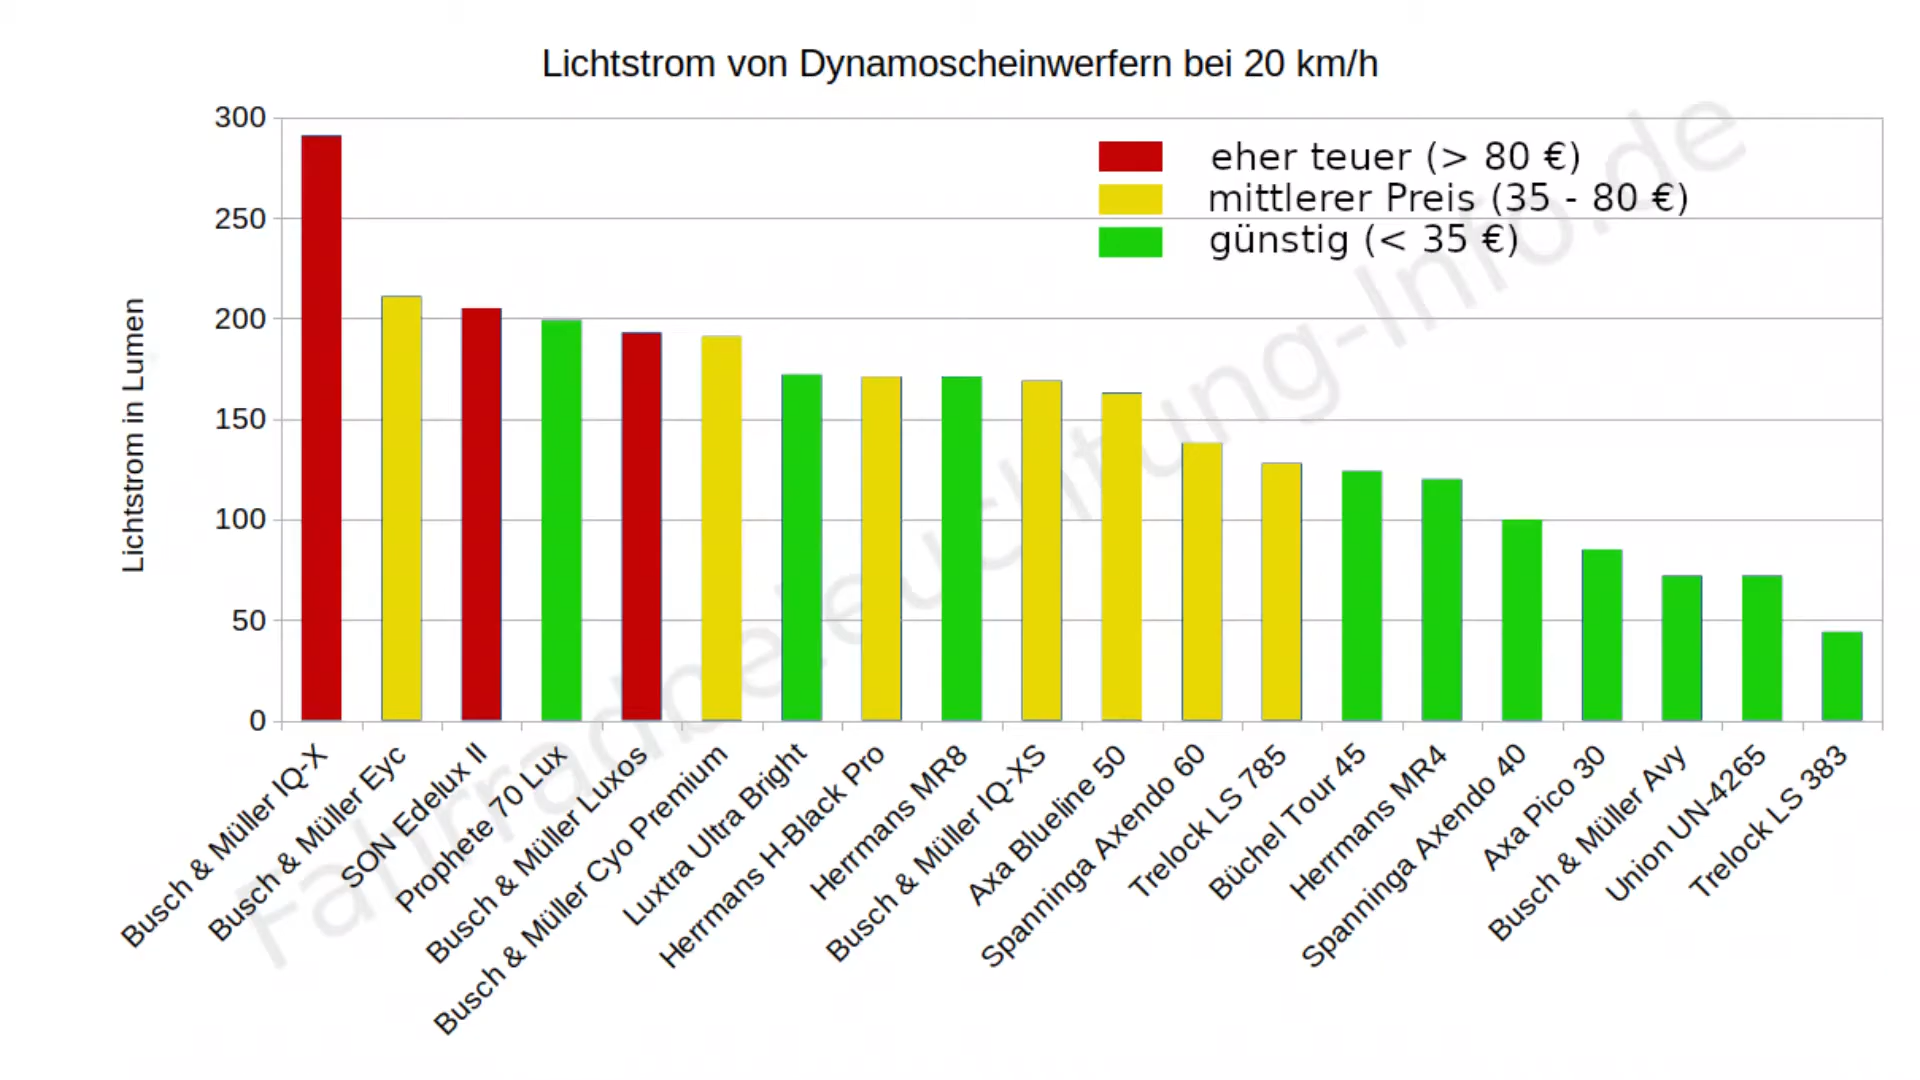 Lichtstrom von Dynamoscheinwerfern bei 20 km/h
eher teuer (> 80 €)
mittlerer Preis (35 - 80 €)
günstig (< 35 €)
Lichtstrom in Lumen
300
250
200
150
100
50
0
Busch & Müller IQ-X
Busch & Müller Eyc
SON Edelux II
Prophete 70 Lux
Busch & Müller Luxos
Busch & Müller Cyo Premium
Luxtra Ultra Bright
Herrmans H-Black Pro
Herrmans MR8
Busch & Müller IQ-XS
Axa Blueline 50
Spanninga Axendo 60
Trelock LS 785
Büchel Tour 45
Herrmans MR4
Spanninga Axendo 40
Axa Pico 30
Busch & Müller Avy
Union UN-4265
Trelock LS 383
Fahrradbeleuchtung-Info.de